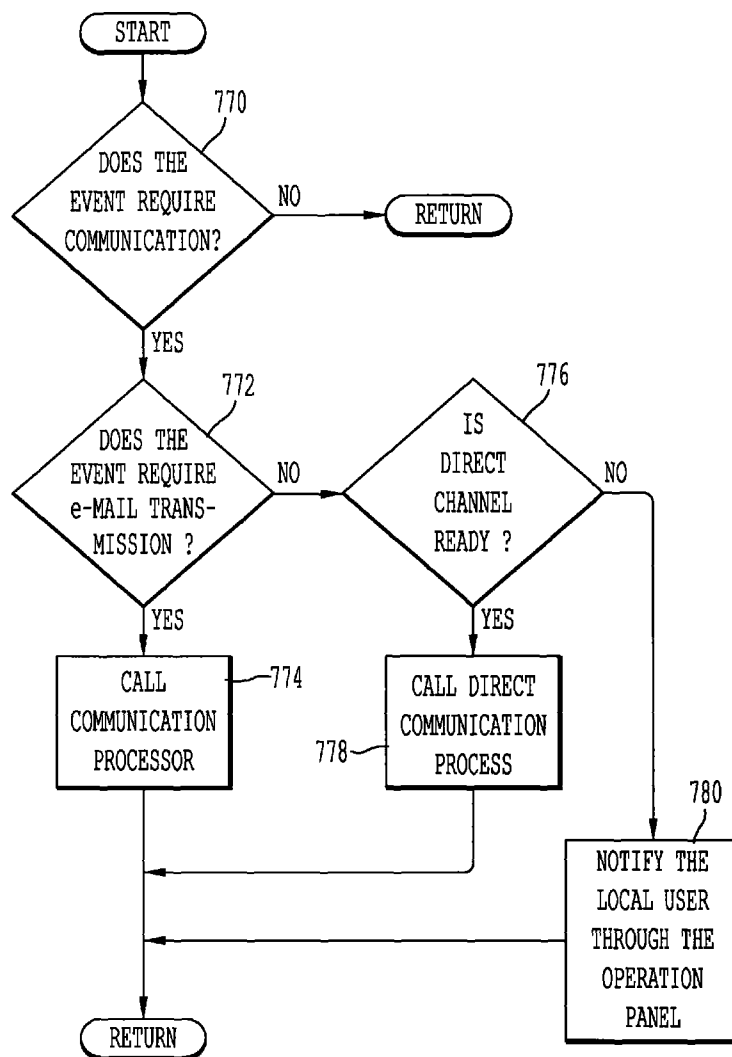 START
770
DOES THE
EVENT REQUIRE
COMMUNICATION?
NO
RETURN
YES
772
DOES THE
EVENT REQUIRE
e-MAIL TRANS-
MISSION ?
NO
776
IS
DIRECT
CHANNEL
READY ?
NO
YES
CALL
COMMUNICATION
PROCESSOR
774
YES
CALL DIRECT
COMMUNICATION
PROCESS
778
780
NOTIFY THE
LOCAL USER
THROUGH THE
OPERATION
PANEL
RETURN